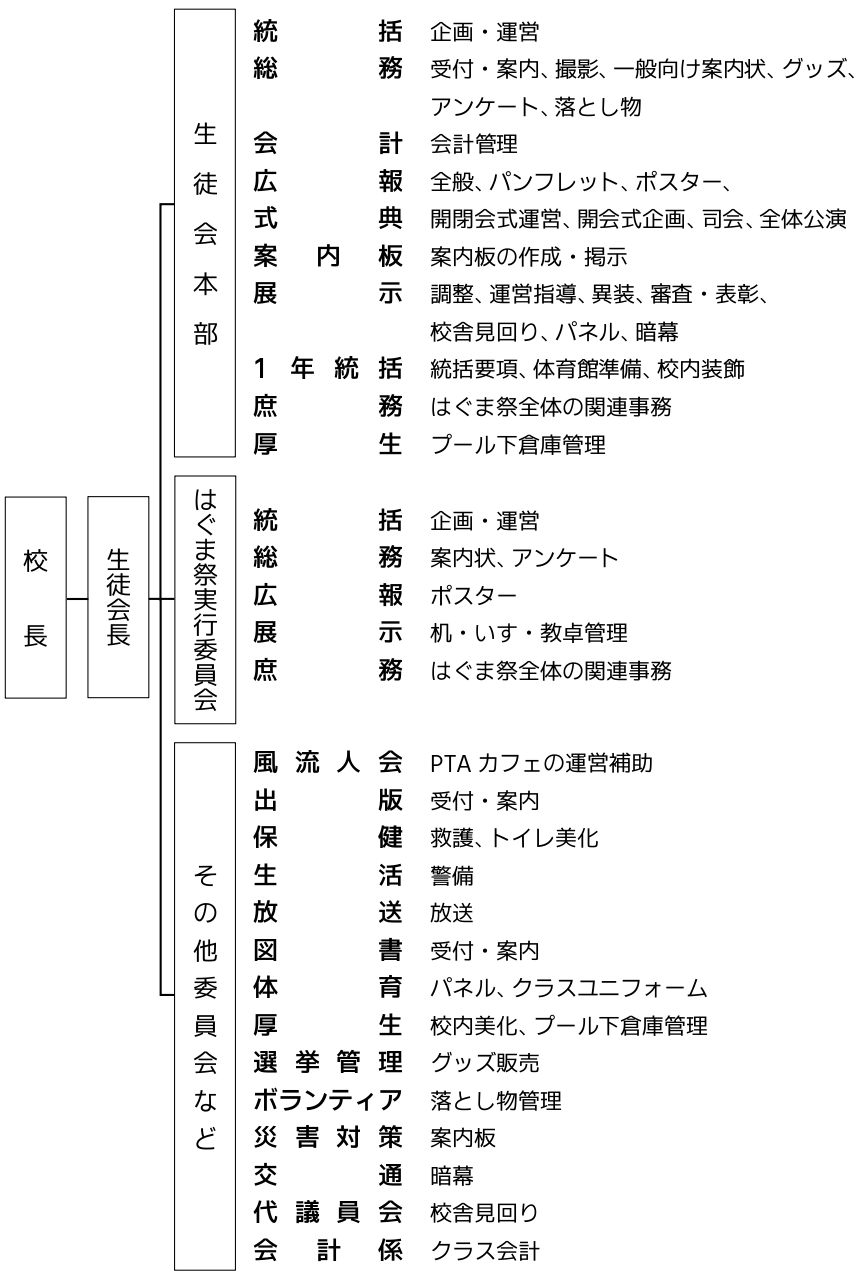 校長
生徒会長
生徒会本部
統括 企画・運営
総務 受付・案内、撮影、一般向け案内状、グッズ、
アンケート、落とし物
会計 会計管理
広報 全般、パンフレット、ポスター、
式典 開閉会式運営、開会式企画、司会、全体公演
案内板 案内板の作成・掲示
展示 調整、運営指導、異装、審査・表彰、
校舎見回り、パネル、暗幕
1年統括 統括要項、体育館準備、校内装飾
庶務 はぐま祭全体の関連事務
厚生 プール下倉庫管理
はぐま祭実行委員会
統括 企画・運営
総務 案内状、アンケート
広報 ポスター
展示 机・いす・教卓管理
庶務 はぐま祭全体の関連事務
その他委員会など
風流人会 PTAカフェの運営補助
出版 受付・案内
保健 救護、トイレ美化
生活 警備
放送 放送
図書 受付・案内
体育 パネル、クラスユニフォーム
厚生 校内美化、プール下倉庫管理
選挙管理 グッズ販売
ボランティア 落とし物管理
災害対策 案内板
交通 暗幕
代議員会 校舎見回り
会計係 クラス会計